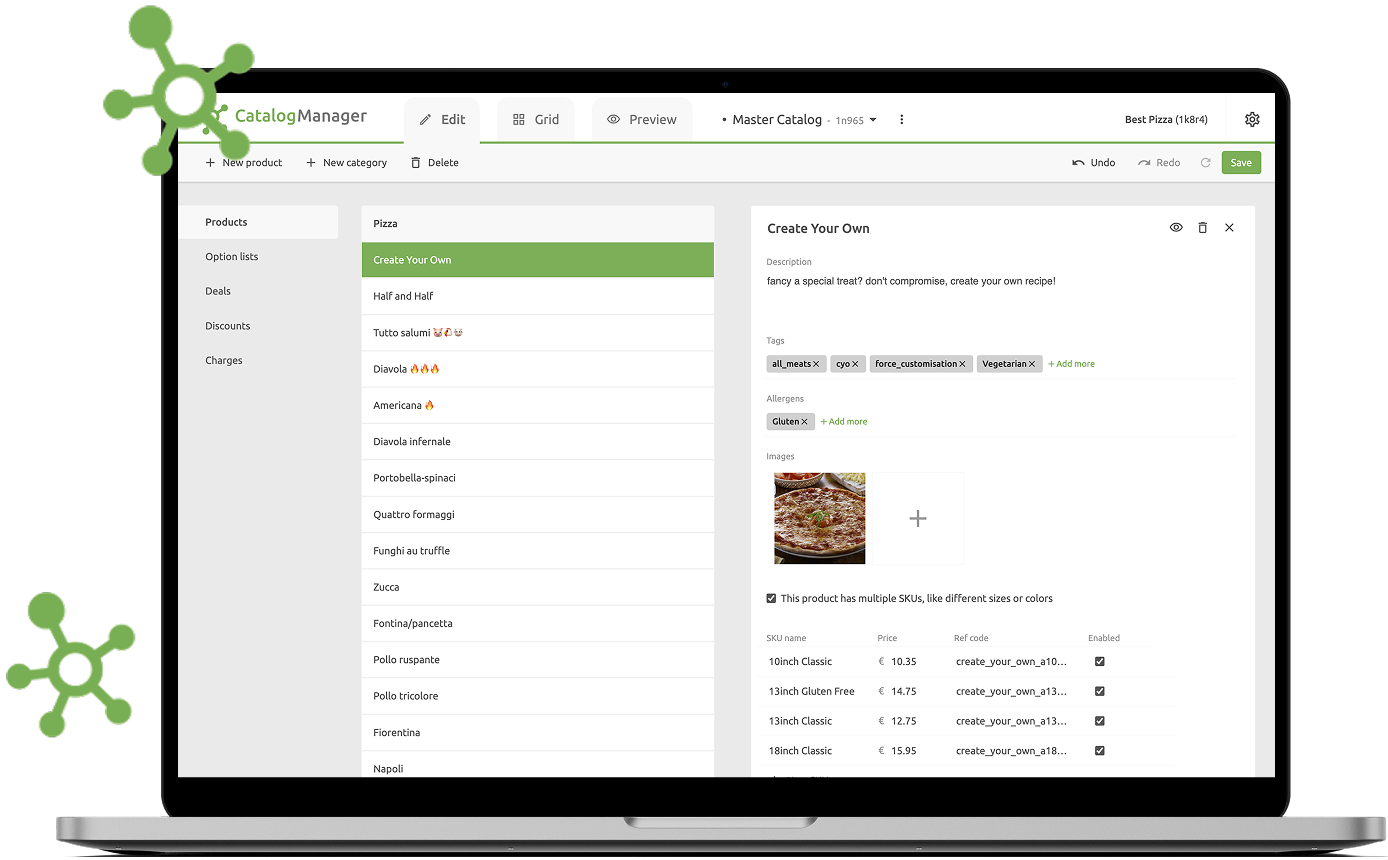 CatalogManager
Edit
Grid
Preview
• Master Catalog - 1n965
Best Pizza (1k8r4)
+ New product
+ New category
Delete
Undo
Redo
Save
Products
Option lists
Deals
Discounts
Charges
Pizza
Create Your Own
Half and Half
Tutto salumi 🐷🐔🐮
Diavola 🔥🔥🔥
Americana 🔥
Diavola infernale
Portobella-spinaci
Quattro formaggi
Funghi au truffle
Zucca
Fontina/pancetta
Pollo ruspante
Pollo tricolore
Fiorentina
Napoli
Create Your Own
Description
fancy a special treat? don't compromise, create your own recipe!
Tags
all_meats × cyo × force_customisation × Vegetarian × + Add more
Allergens
Gluten × + Add more
Images
+
This product has multiple SKUs, like different sizes or colors
SKU name Price Ref code Enabled
10inch Classic € 10.35 create_your_own_a10...
13inch Gluten Free € 14.75 create_your_own_a13...
13inch Classic € 12.75 create_your_own_a13...
18inch Classic € 15.95 create_your_own_a18...